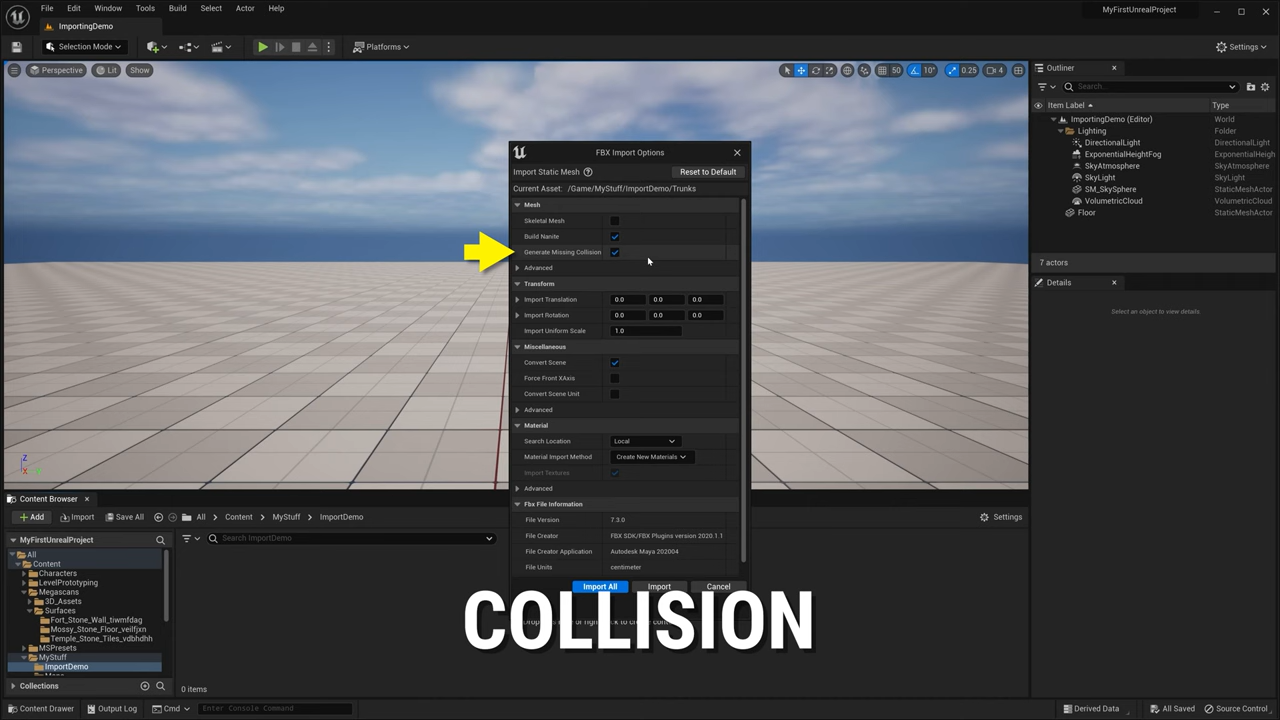 File Edit Window Tools Build Select Actor Help
MyFirstUnrealProject
ImportingDemo
Selection Mode
Platforms
Settings
Perspective Lit Show
50 10° 0.25 4
Outliner
Search...
Item Label Type
ImportingDemo (Editor) World
Lighting Folder
DirectionalLight DirectionalLight
ExponentialHeightFog ExponentialHeig
SkyAtmosphere SkyAtmosphere
SkyLight SkyLight
SM_SkySphere StaticMeshActor
VolumetricCloud VolumetricCloud
Floor StaticMeshActor
7 actors
Details
Select an object to view details.
FBX Import Options
Import Static Mesh ? Reset to Default
Current Asset: /Game/MyStuff/ImportDemo/Trunks
Mesh
Skeletal Mesh
Build Nanite
Generate Missing Collision
Advanced
Transform
Import Translation 0.0 0.0 0.0
Import Rotation 0.0 0.0 0.0
Import Uniform Scale 1.0
Miscellaneous
Convert Scene
Force Front XAxis
Convert Scene Unit
Advanced
Material
Search Location Local
Material Import Method Create New Materials
Import Textures
Advanced
Fbx File Information
File Version 7.3.0
File Creator FBX SDK/FBX Plugins version 2020.1.1
File Creator Application Autodesk Maya 202004
File Units centimeter
Import All Import Cancel
COLLISION
Z
X Y
Content Browser
Add Import Save All All Content MyStuff ImportDemo Settings
MyFirstUnrealProject
Search ImportDemo
All
Content
Characters
LevelPrototyping
Megascans
3D_Assets
Surfaces
Fort_Stone_Wall_tiwmfdag
Mossy_Stone_Floor_veilfjxn
Temple_Stone_Tiles_vdbhdhh
MSPresets
MyStuff
ImportDemo
Collections
0 items
Content Drawer Output Log Cmd Enter Console Command
Derived Data All Saved Source Control